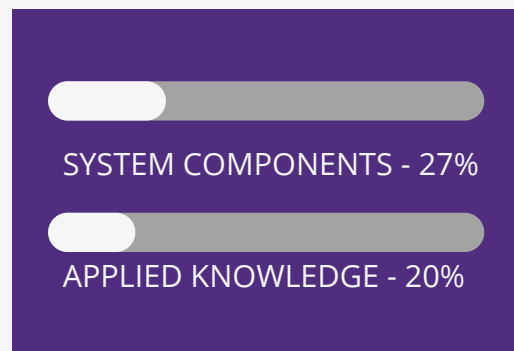 SYSTEM COMPONENTS - 27%
APPLIED KNOWLEDGE - 20%